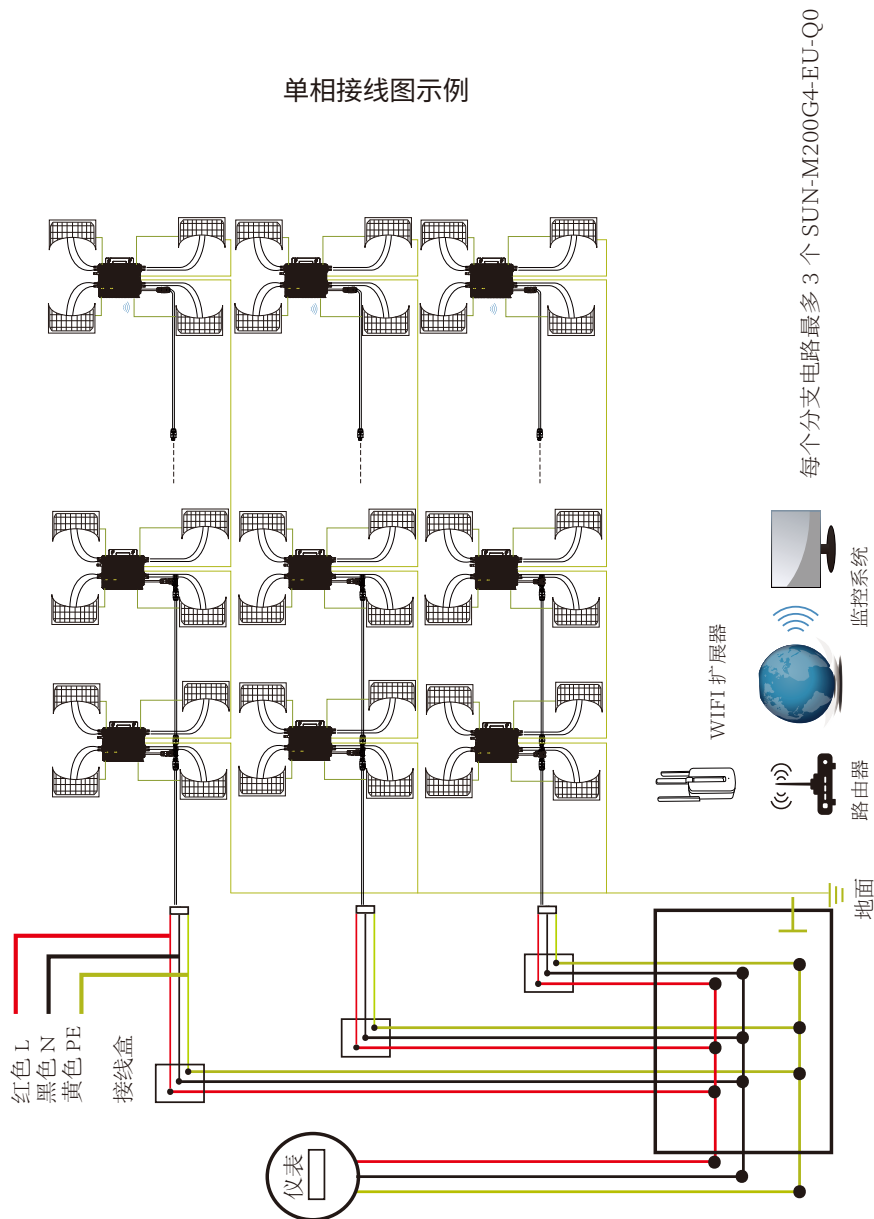 单相接线图示例
每个分支电路最多 3 个 SUN-M200G4-EU-Q0
监控系统
WIFI 扩展器
路由器
地面
红色 L
黑色 N
黄色 PE
接线盒
仪表